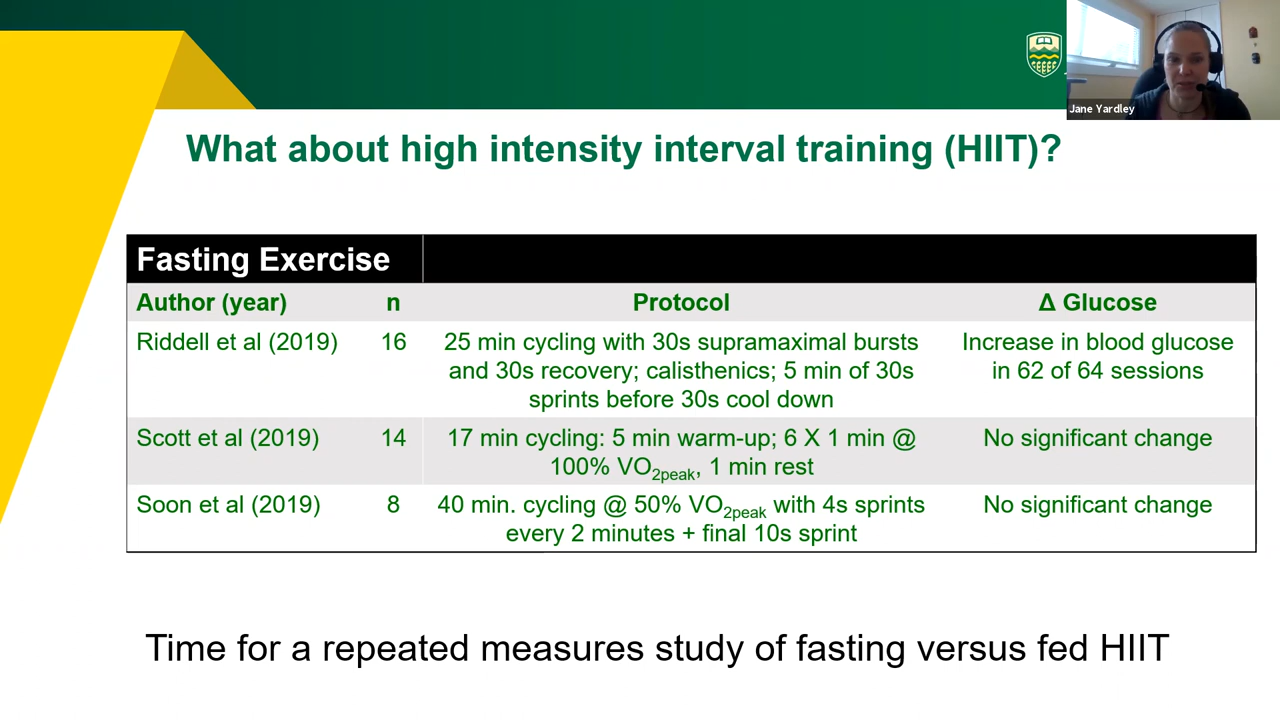 Jane Yardley
What about high intensity interval training (HIIT)?
Fasting Exercise
Author (year) n Protocol Δ Glucose
Riddell et al (2019) 16 25 min cycling with 30s supramaximal bursts Increase in blood glucose
and 30s recovery; calisthenics; 5 min of 30s in 62 of 64 sessions
sprints before 30s cool down
Scott et al (2019) 14 17 min cycling: 5 min warm-up; 6 X 1 min @ No significant change
100% VO2peak, 1 min rest
Soon et al (2019) 8 40 min. cycling @ 50% VO2peak with 4s sprints No significant change
every 2 minutes + final 10s sprint
Time for a repeated measures study of fasting versus fed HIIT